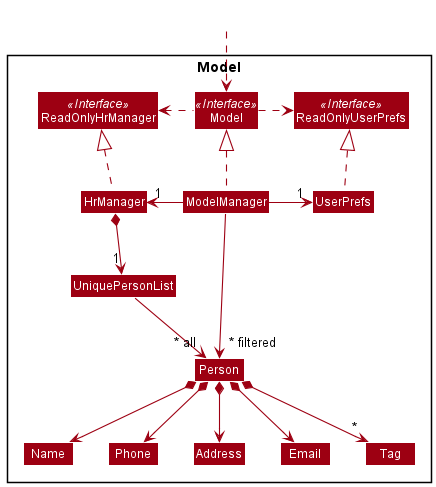 Model
«Interface»
ReadOnlyHrManager
«Interface»
Model
«Interface»
ReadOnlyUserPrefs
HrManager
1
ModelManager
1
UserPrefs
1
UniquePersonList
* all
* filtered
Person
*
Name
Phone
Address
Email
Tag